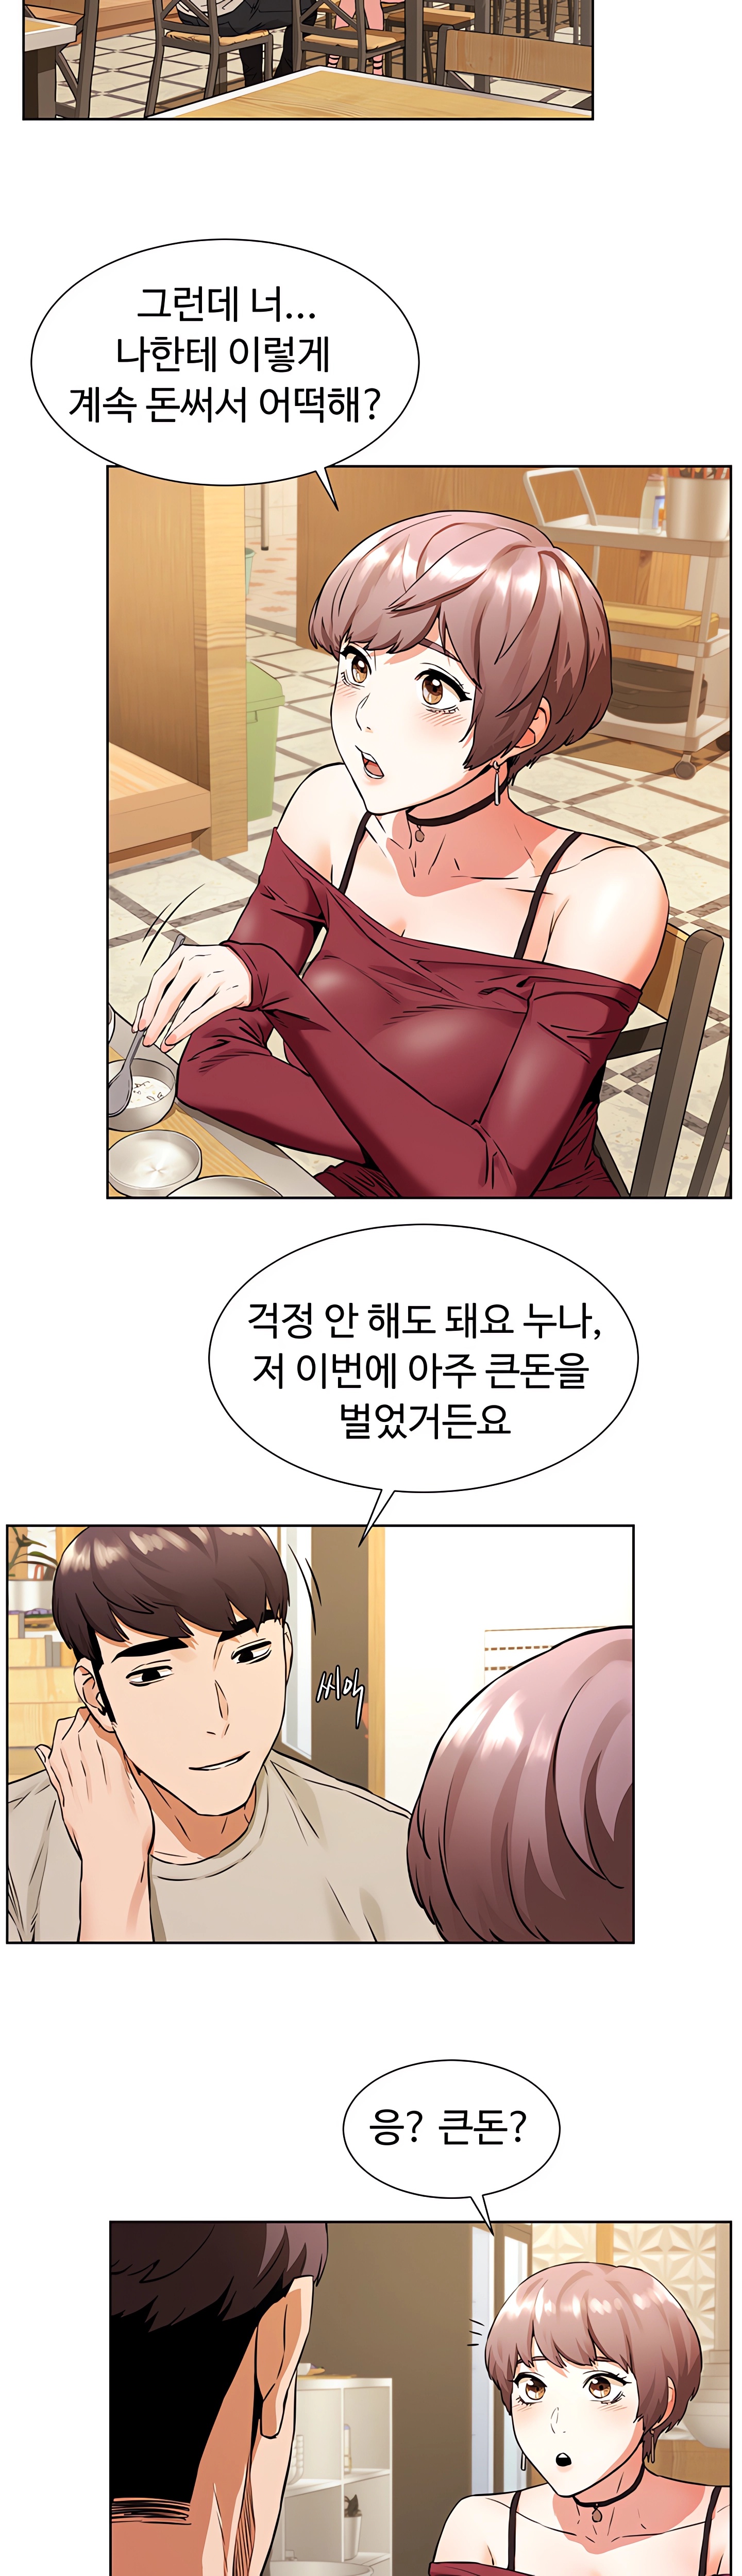 그런데 너...
나한테 이렇게
계속 돈써서 어떡해?
걱정 안 해도 돼요 누나,
저 이번에 아주 큰돈을
벌었거든요
씨익
응? 큰돈?